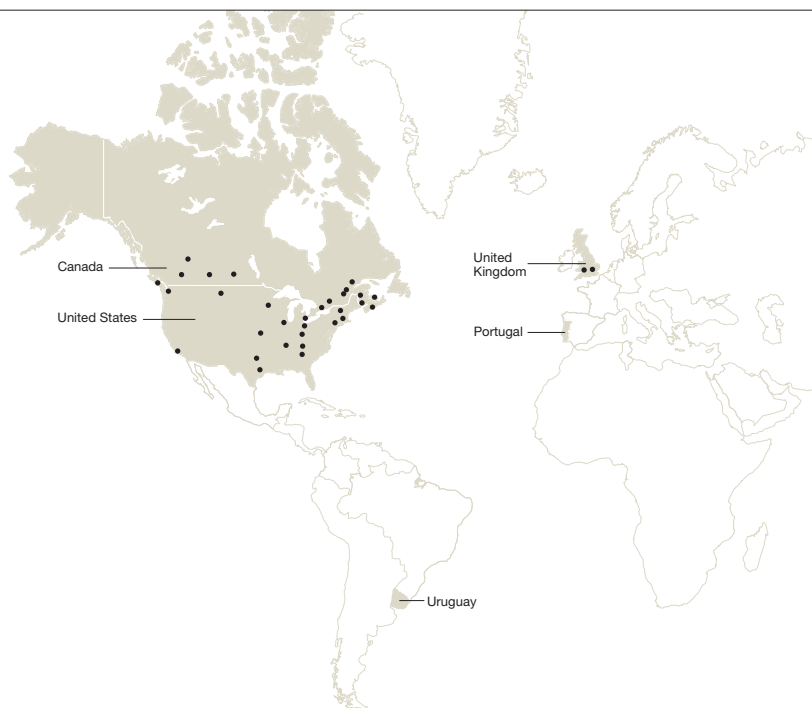 Canada
United
Kingdom
United States
Portugal
Uruguay